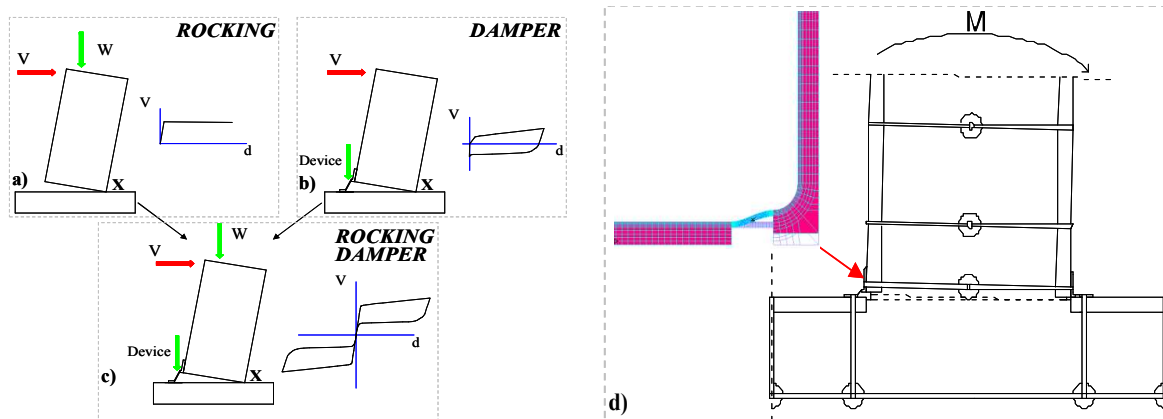 ROCKING
W
V
V
d
a)
X
DAMPER
V
V
Device
d
b)
X
ROCKING
DAMPER
W
V
V
d
Device
c)
X
M
d)